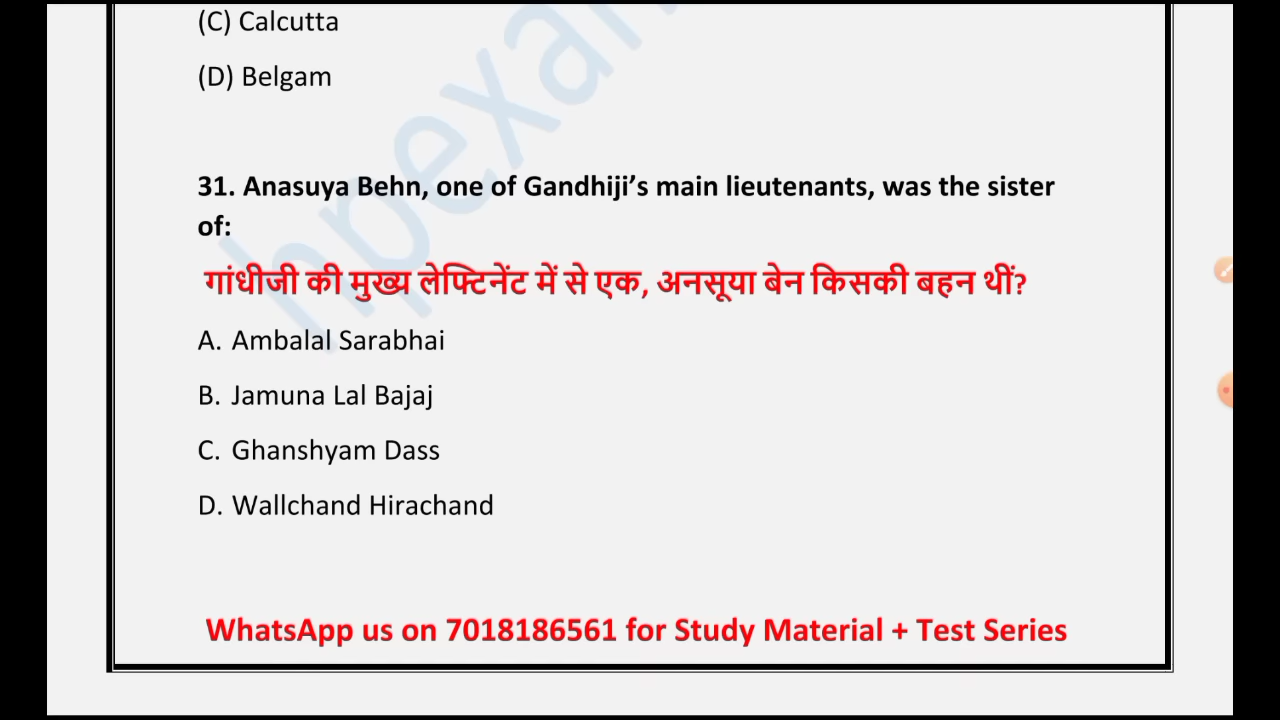 (C) Calcutta
(D) Belgam
31. Anasuya Behn, one of Gandhiji’s main lieutenants, was the sister
of:
गांधीजी की मुख्य लेफ्टिनेंट में से एक, अनसूया बेन किसकी बहन थीं?
A. Ambalal Sarabhai
B. Jamuna Lal Bajaj
C. Ghanshyam Dass
D. Wallchand Hirachand
WhatsApp us on 7018186561 for Study Material + Test Series
hpexam